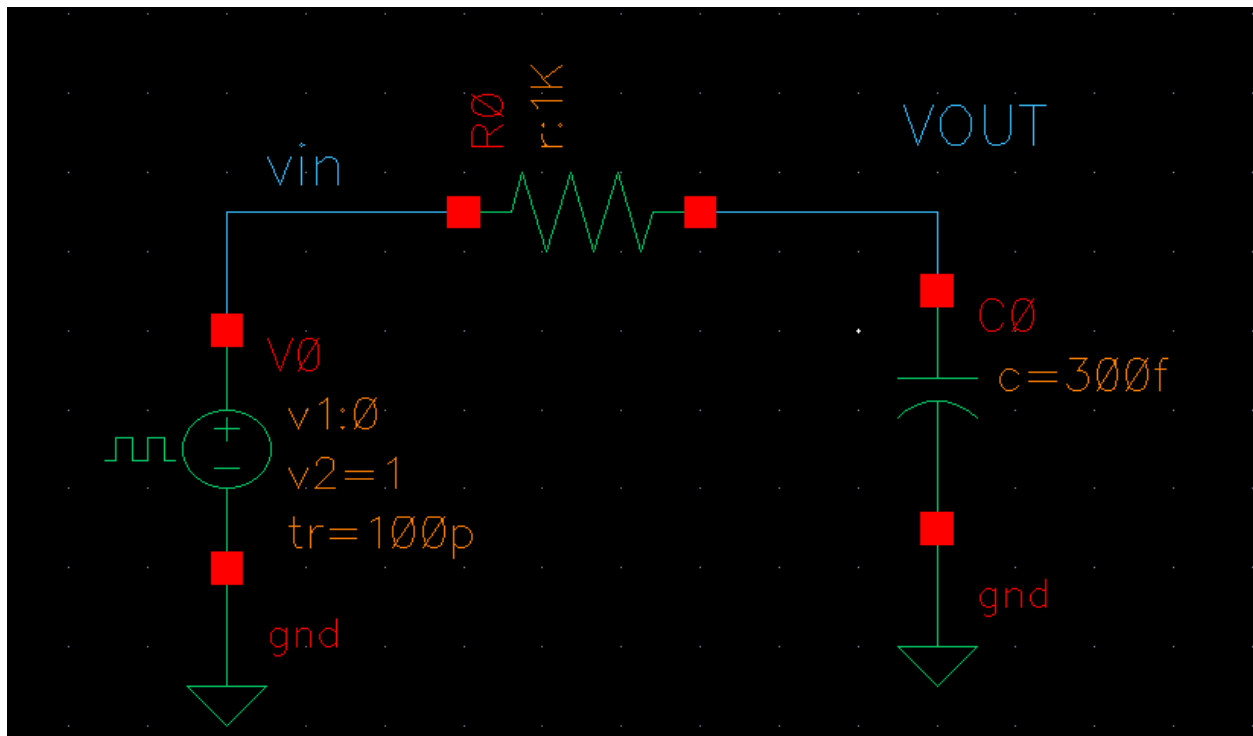 vin
R0
r:1K
VOUT
V0
v1:0
v2=1
tr=100p
gnd
C0
c=300f
gnd